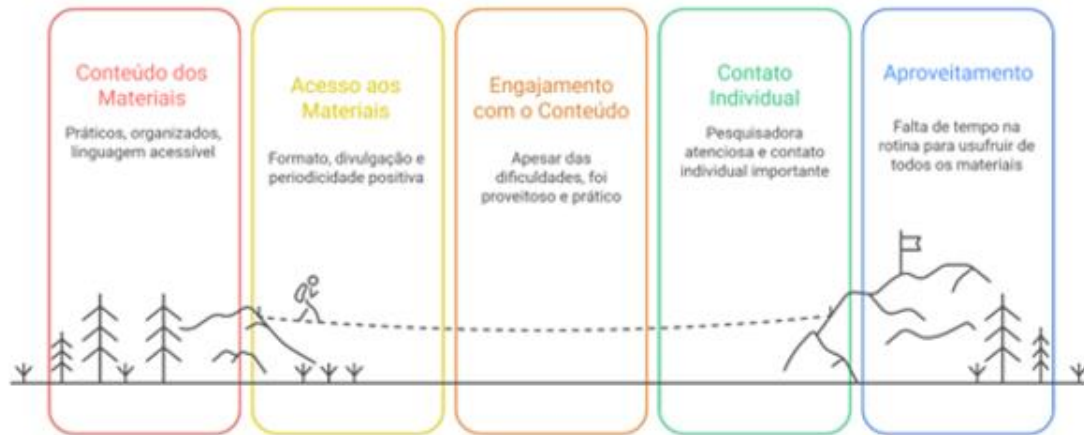 Conteúdo dos
Materiais
Práticos, organizados,
linguagem acessível
Acesso aos
Materiais
Formato, divulgação e
periodicidade positiva
Engajamento
com o Conteúdo
Apesar das
dificuldades, foi
proveitoso e prático
Contato
Individual
Pesquisadora
atenciosa e contato
individual importante
Aproveitamento
Falta de tempo na
rotina para usufruir de
todos os materiais